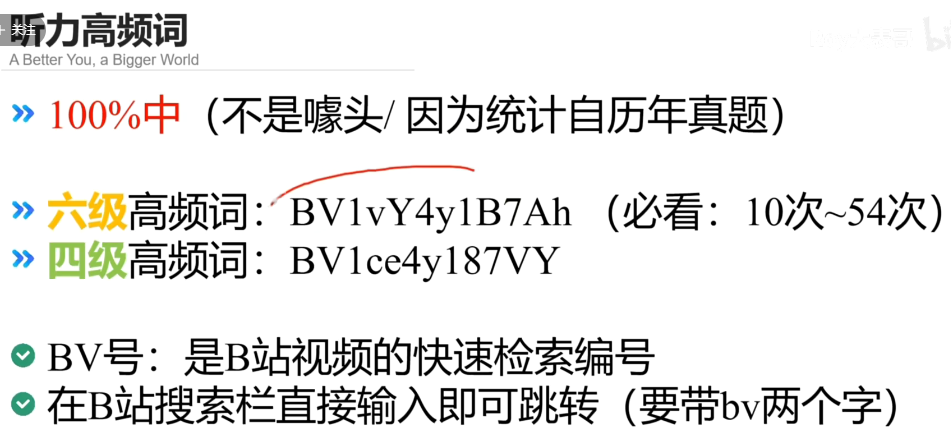 + 关注
听力高频词
A Better You, a Bigger World
100%中（不是噱头/ 因为统计自历年真题）
六级高频词：BV1vY4y1B7Ah （必看：10次~54次）
四级高频词：BV1ce4y187VY
BV号：是B站视频的快速检索编号
在B站搜索栏直接输入即可跳转（要带bv两个字）